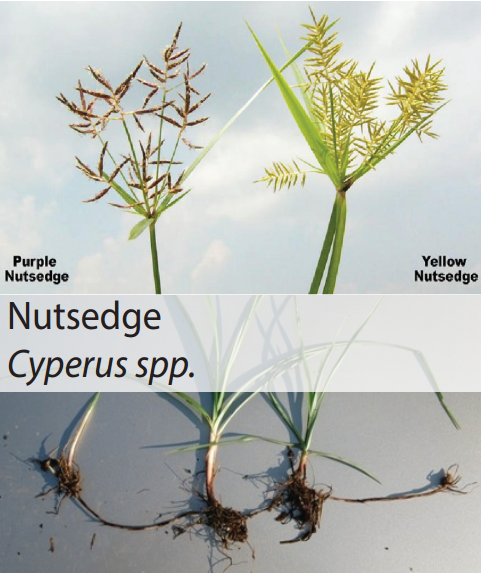 Purple
Nutsedge
Yellow
Nutsedge
Nutsedge
Cyperus spp.